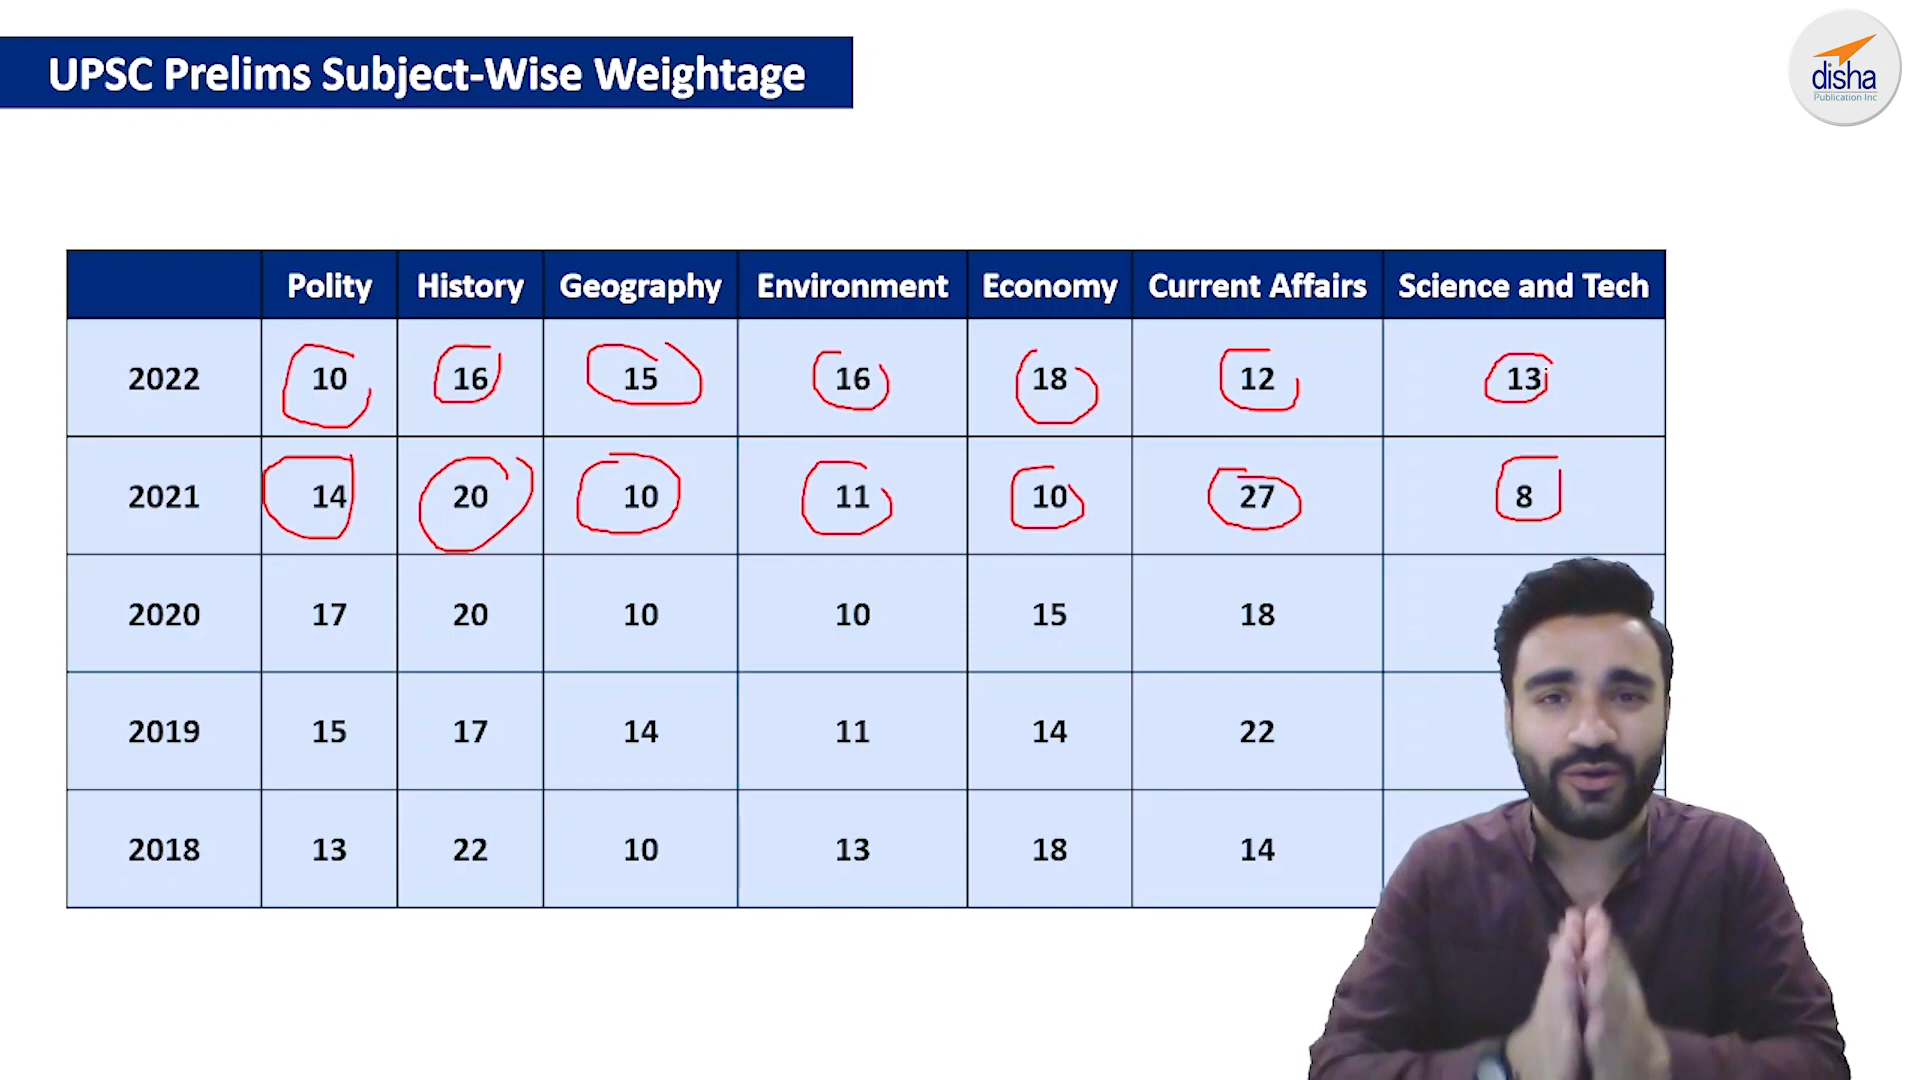 UPSC Prelims Subject-Wise Weightage
disha
Publication Inc
Polity History Geography Environment Economy Current Affairs Science and Tech
2022 10 16 15 16 18 12 13
2021 14 20 10 11 10 27 8
2020 17 20 10 10 15 18
2019 15 17 14 11 14 22
2018 13 22 10 13 18 14